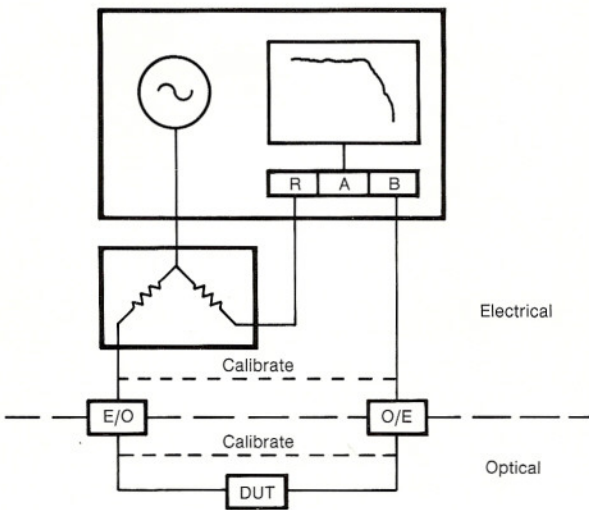 R A B
Electrical
Calibrate
E/O O/E
Calibrate
Optical
DUT